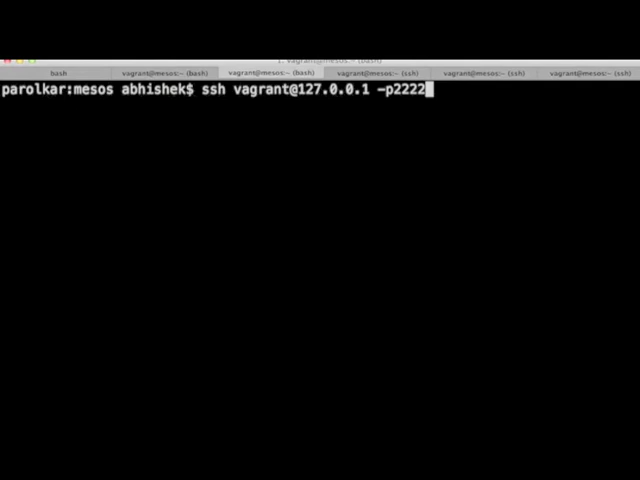 1. vagrant@mesos:~ (bash)
bash vagrant@mesos:~ (bash) vagrant@mesos:~ (bash) vagrant@mesos:~ (ssh) vagrant@mesos:~ (ssh) vagrant@mesos:~ (ssh)
parolkar:mesos abhishek$ ssh vagrant@127.0.0.1 -p2222